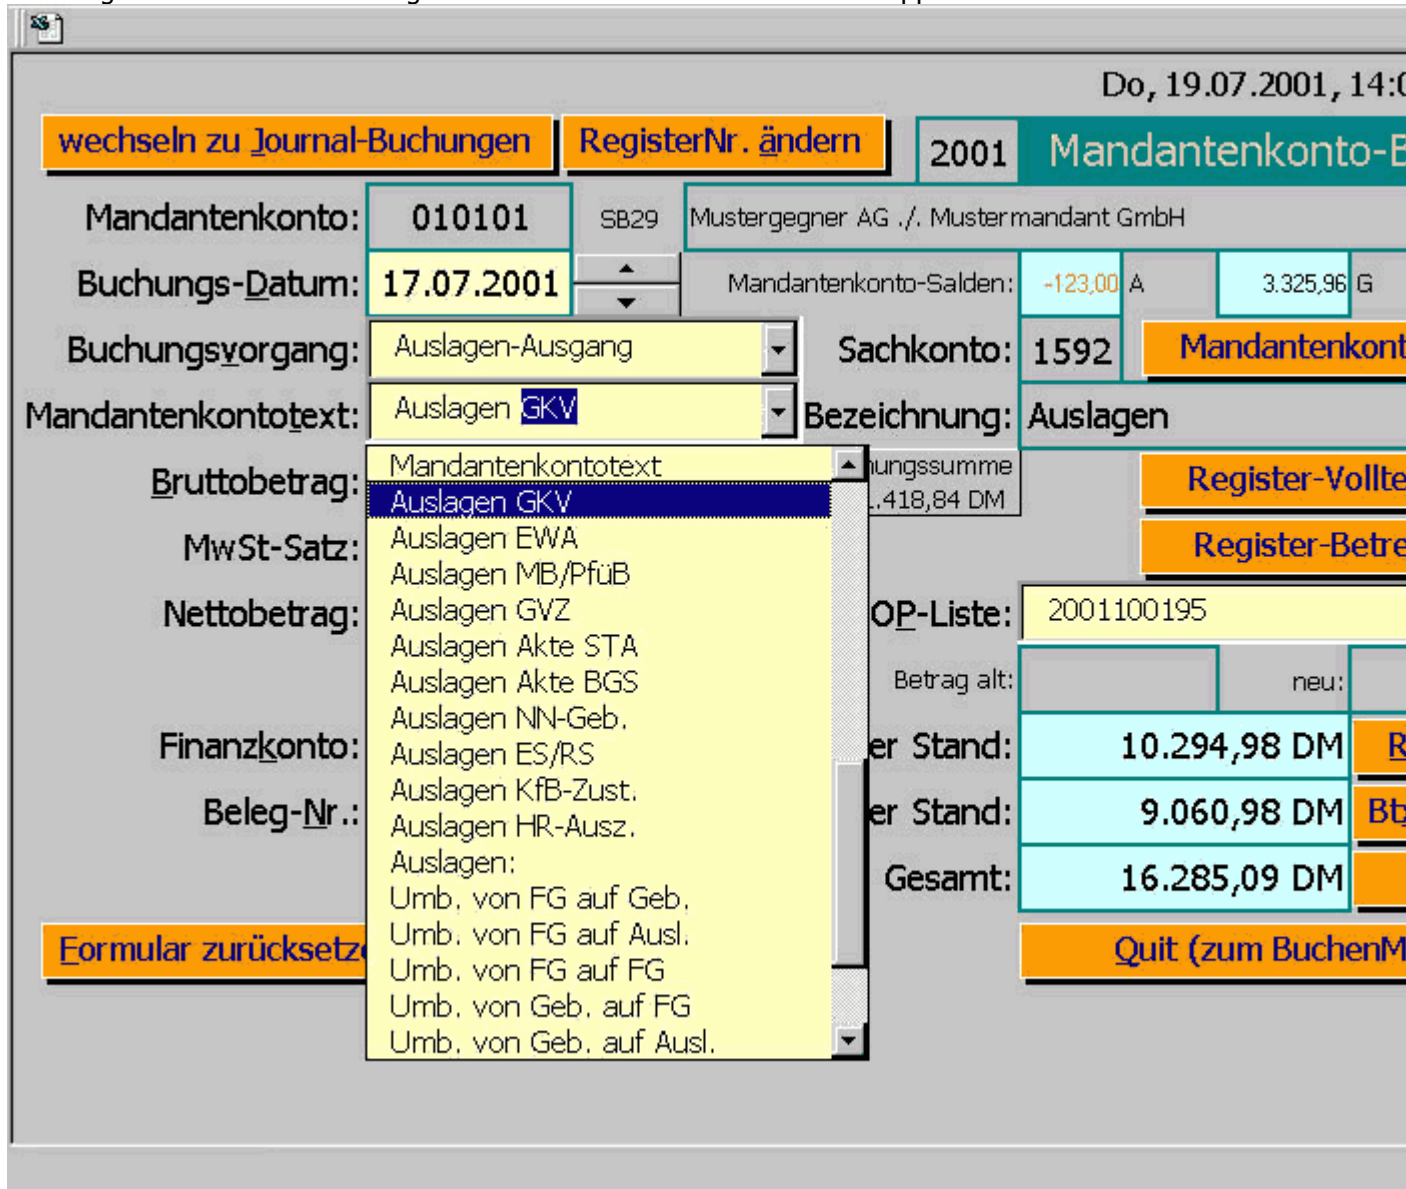 Do, 19.07.2001, 14:0
wechseln zu Journal-Buchungen
RegisterNr. ändern
2001
Mandantenkonto-B
Mandantenkonto:
010101
SB29
Mustergegner AG ./. Mustermandant GmbH
Buchungs-Datum:
17.07.2001
Mandantenkonto-Salden:
-123,00 A
3.325,96 G
Buchungsvorgang:
Auslagen-Ausgang
Sachkonto:
1592
Mandantenkont
Mandantenkontotext:
Auslagen GKV
Bezeichnung:
Auslagen
Bruttobetrag:
Mandantenkontotext
Auslagen GKV
Auslagen EWA
Auslagen MB/PfüB
Auslagen GVZ
Auslagen Akte STA
Auslagen Akte BGS
Auslagen NN-Geb.
Auslagen ES/RS
Auslagen KfB-Zust.
Auslagen HR-Ausz.
Auslagen:
Umb. von FG auf Geb.
Umb. von FG auf Ausl.
Umb. von FG auf FG
Umb. von Geb. auf FG
Umb. von Geb. auf Ausl.
ungssumme
.418,84 DM
Register-Vollte
MwSt-Satz:
Register-Betre
Nettobetrag:
OP-Liste:
2001100195
Betrag alt:
neu:
Finanzkonto:
er Stand:
10.294,98 DM
R
Beleg-Nr.:
er Stand:
9.060,98 DM
Bt
Gesamt:
16.285,09 DM
Formular zurücksetze
Quit (zum BuchenM